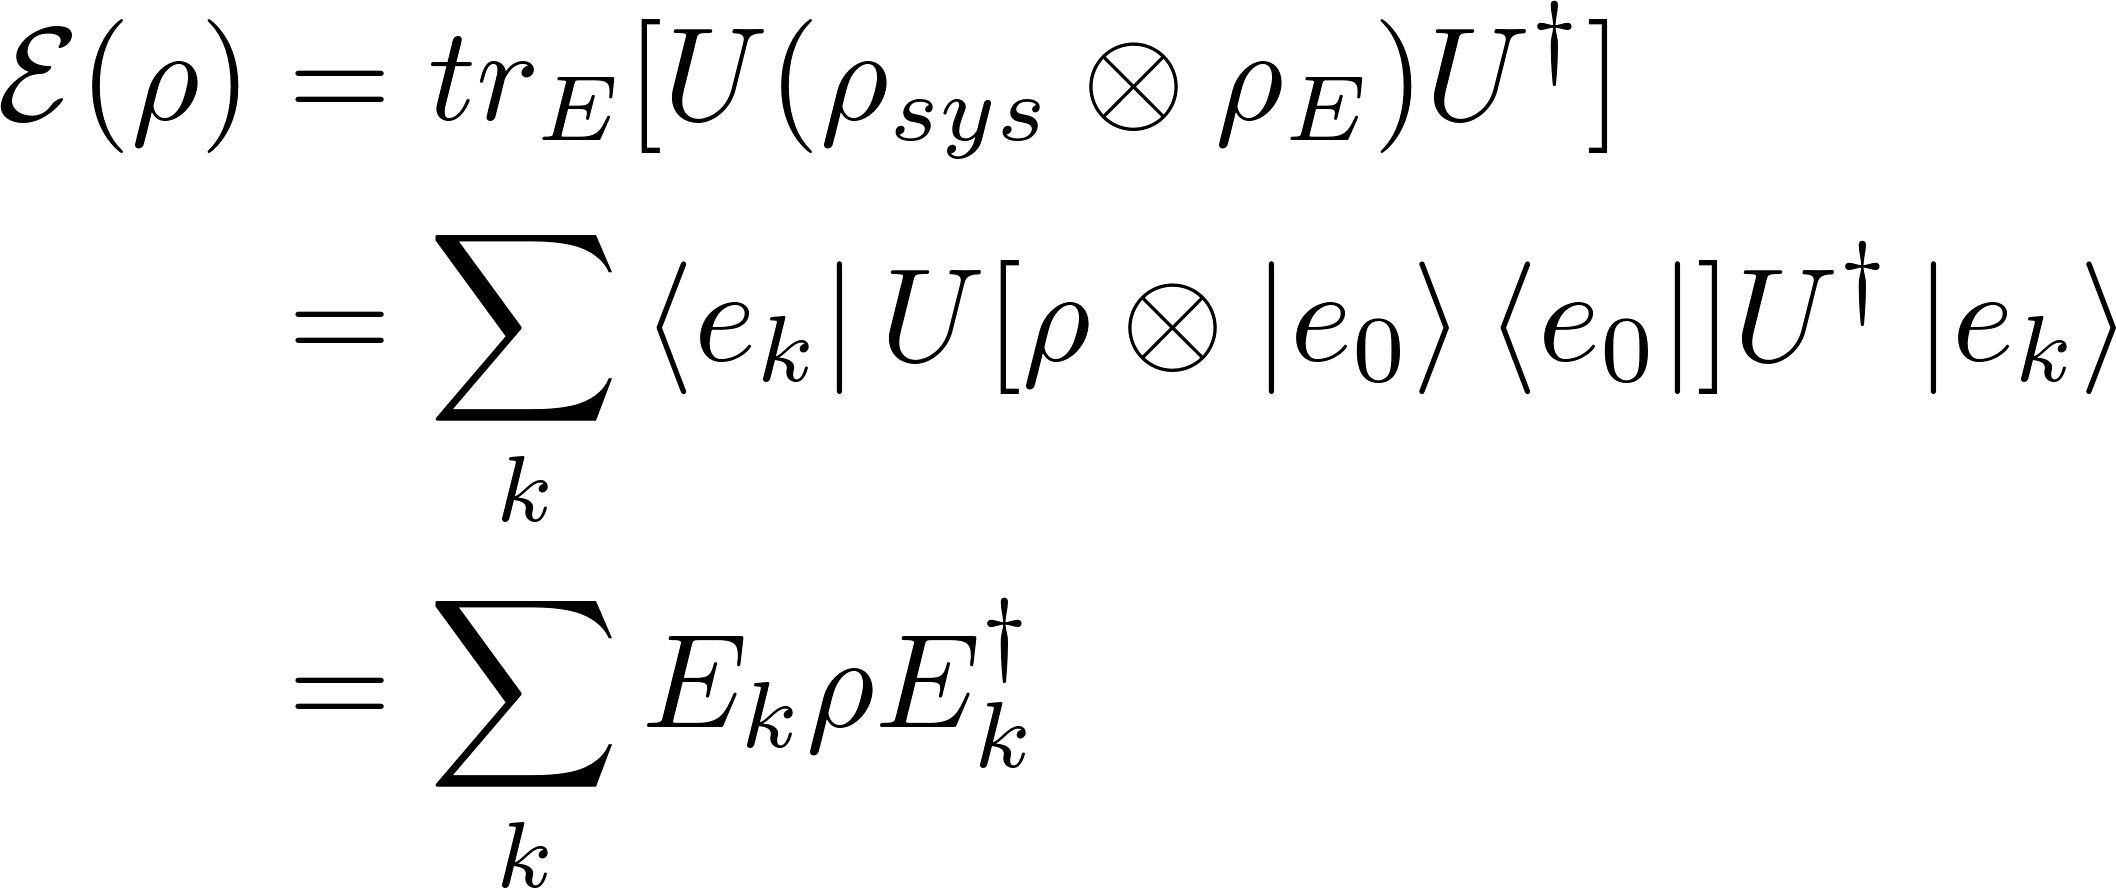 ℰ(ρ) = tr_E[U(ρ_sys ⊗ ρ_E)U†]
= ∑_k ⟨e_k| U[ρ ⊗ |e_0⟩ ⟨e_0|]U† |e_k⟩
= ∑_k E_k ρ E_k†